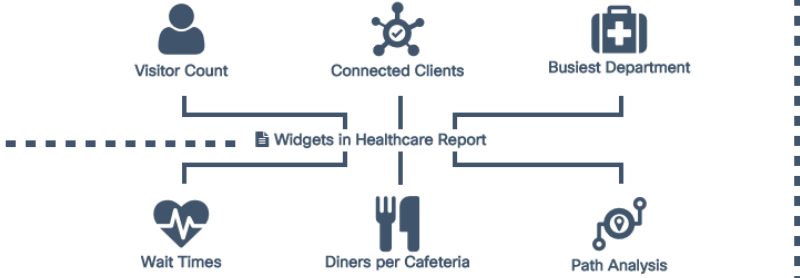 Visitor Count
Connected Clients
Busiest Department
Widgets in Healthcare Report
Wait Times
Diners per Cafeteria
Path Analysis